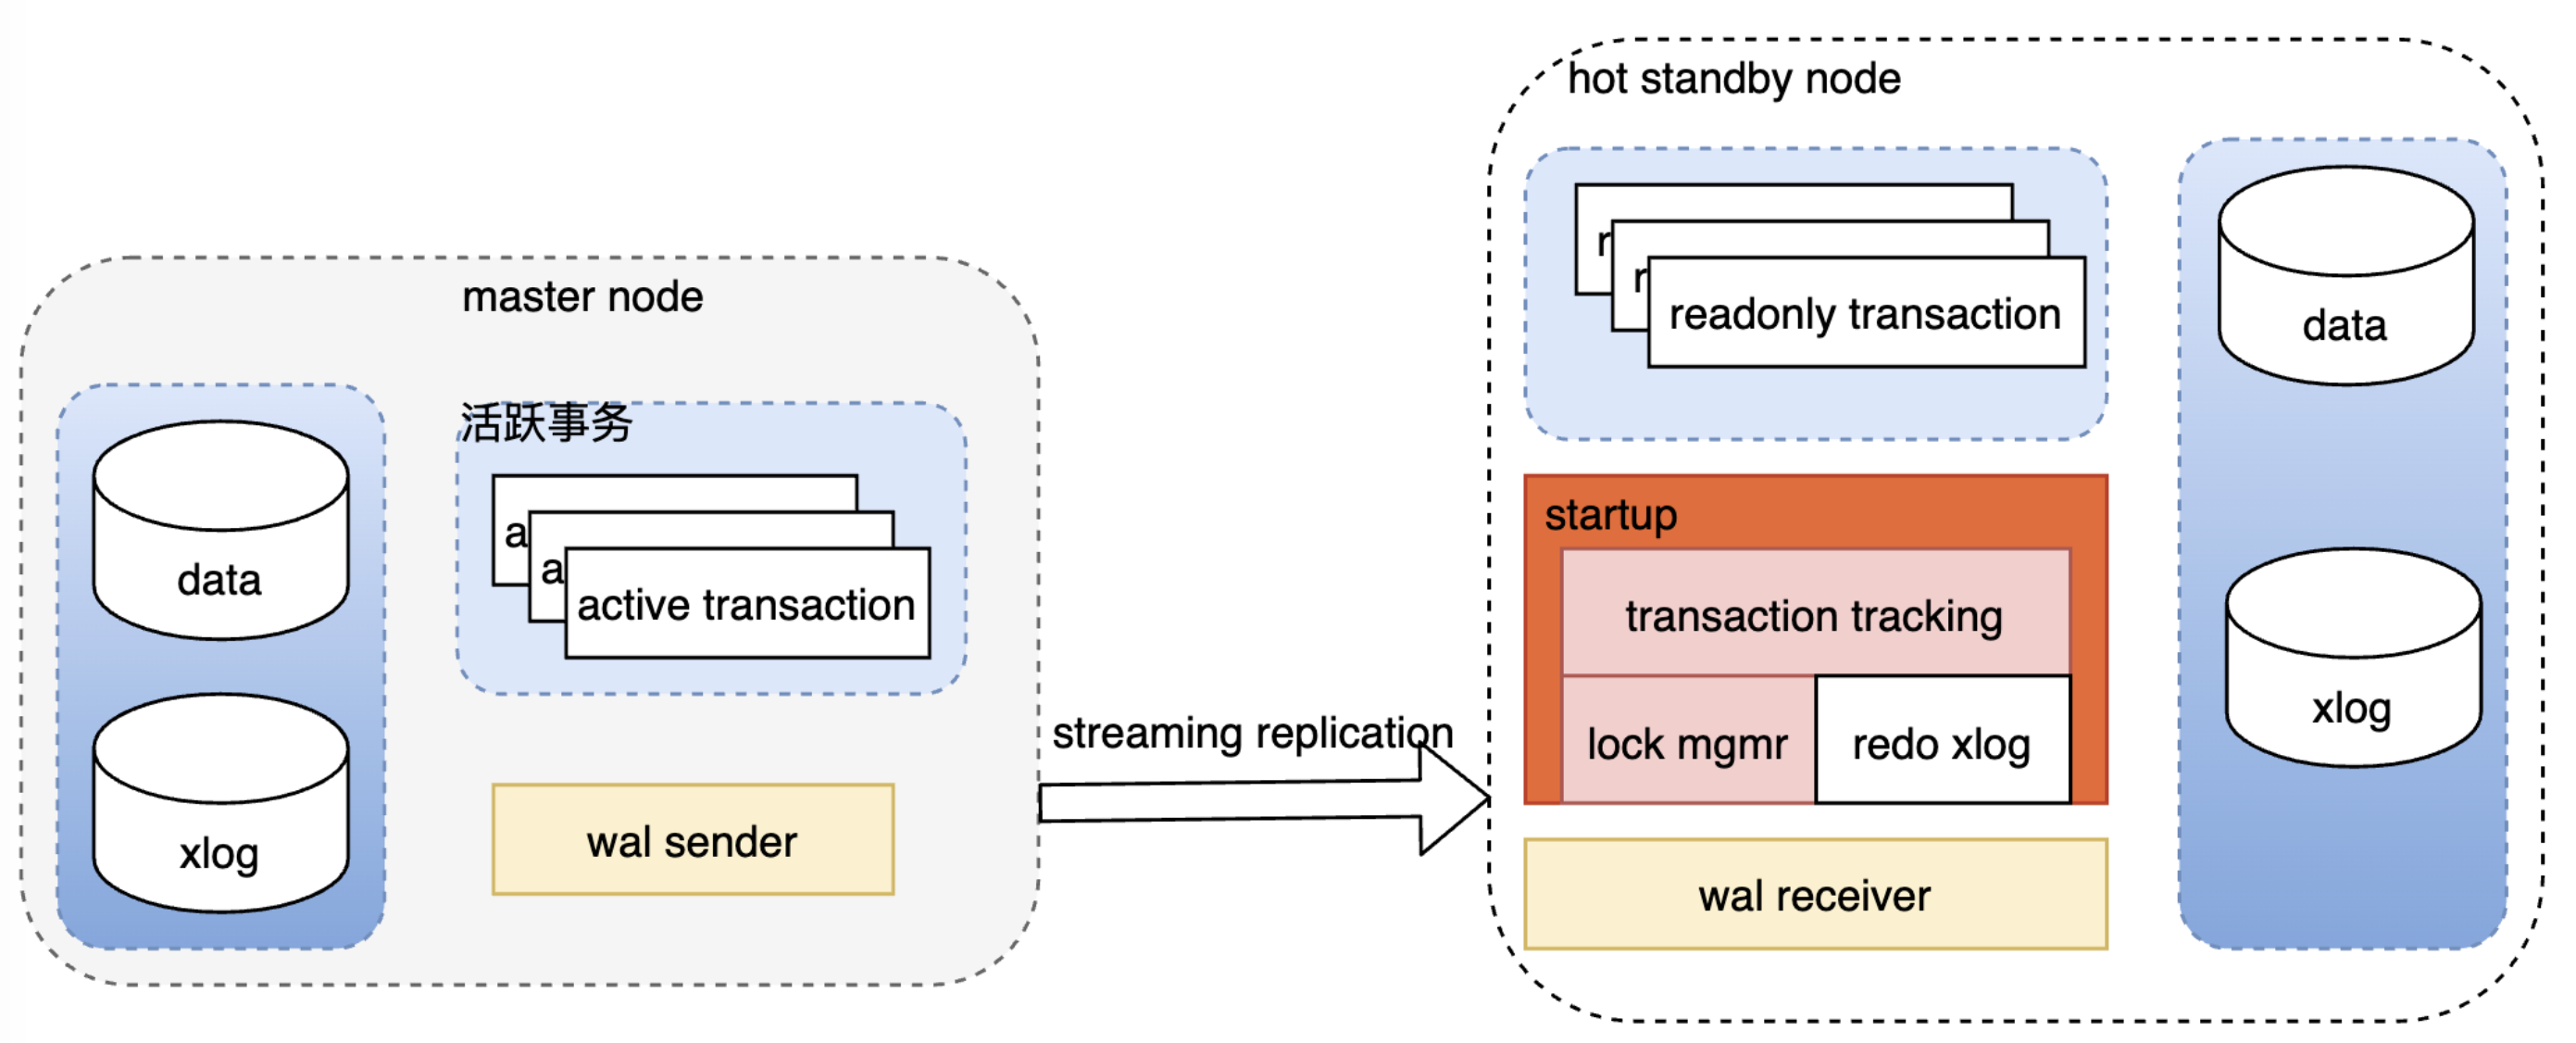 master node
data
xlog
活跃事务
a
a
active transaction
wal sender
streaming replication
hot standby node
r
r
readonly transaction
startup
transaction tracking
lock mgmr
redo xlog
wal receiver
data
xlog